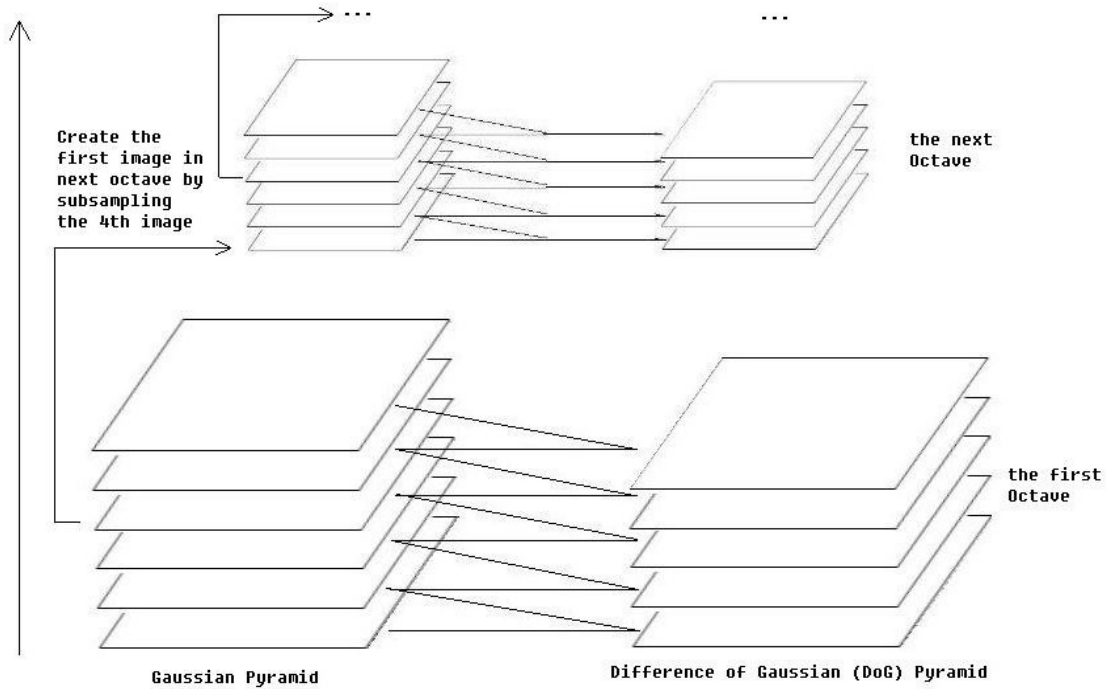 ...
...
Create the
first image in
next octave by
subsampling
the 4th image
the next
Octave
the first
Octave
Gaussian Pyramid
Difference of Gaussian (DoG) Pyramid